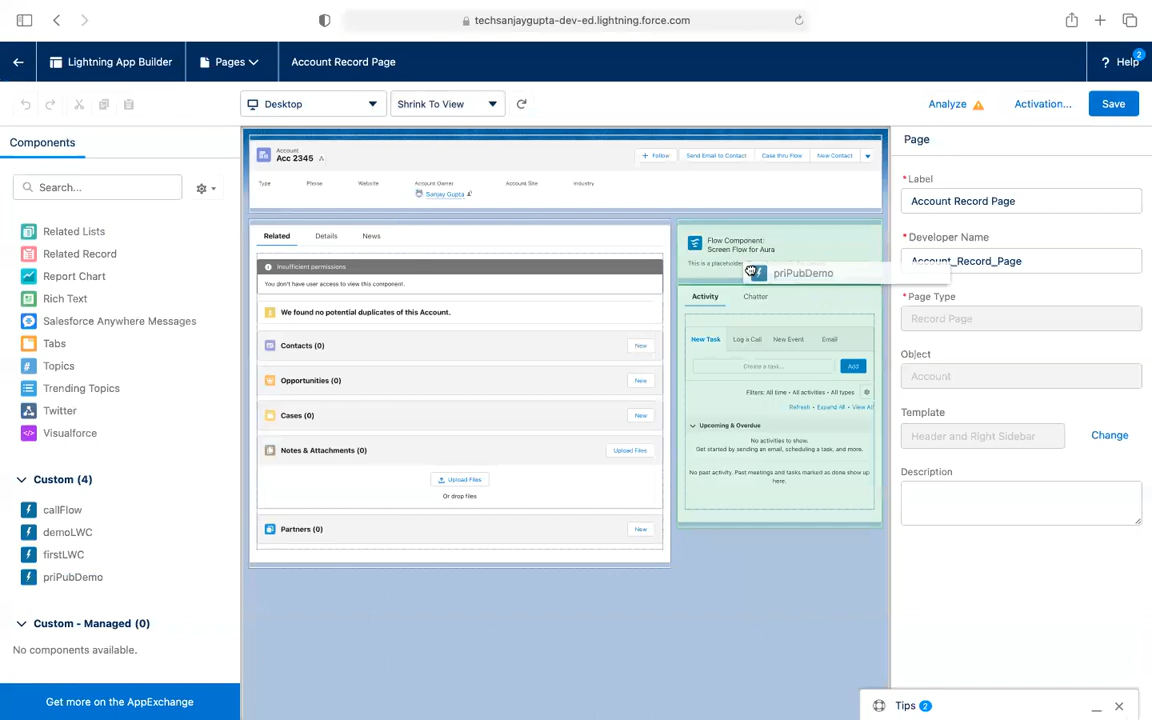 techsanjaygupta-dev-ed.lightning.force.com
Lightning App Builder
Pages
Account Record Page
? Help
2
Desktop
Shrink To View
Analyze
Activation...
Save
Components
Search...
Related Lists
Related Record
Report Chart
Rich Text
Salesforce Anywhere Messages
Tabs
Topics
Trending Topics
Twitter
Visualforce
Custom (4)
callFlow
demoLWC
firstLWC
priPubDemo
Custom - Managed (0)
No components available.
Get more on the AppExchange
Account
Acc 2345
+ Follow
Send Email to Contact
Case thru Flow
New Contact
Type
Phone
Website
Account Owner
Account Site
Industry
Sanjay Gupta
Related
Details
News
Insufficient permissions
You don't have user access to view this component.
We found no potential duplicates of this Account.
Contacts (0)
New
Opportunities (0)
New
Cases (0)
New
Notes & Attachments (0)
Upload Files
Upload Files
Or drop files
Partners (0)
New
Flow Component:
Screen Flow for Aura
This is a placeholder.
priPubDemo
Activity
Chatter
New Task
Log a Call
New Event
Email
Create a task...
Add
Filters: All time • All activities • All types
Refresh • Expand All • View All
Upcoming & Overdue
No activities to show.
Get started by sending an email, scheduling a task, and more.
No past activity. Past meetings and tasks marked as done show up
here.
Page
* Label
Account Record Page
* Developer Name
Account_Record_Page
* Page Type
Record Page
Object
Account
Template
Header and Right Sidebar
Change
Description
Tips 2